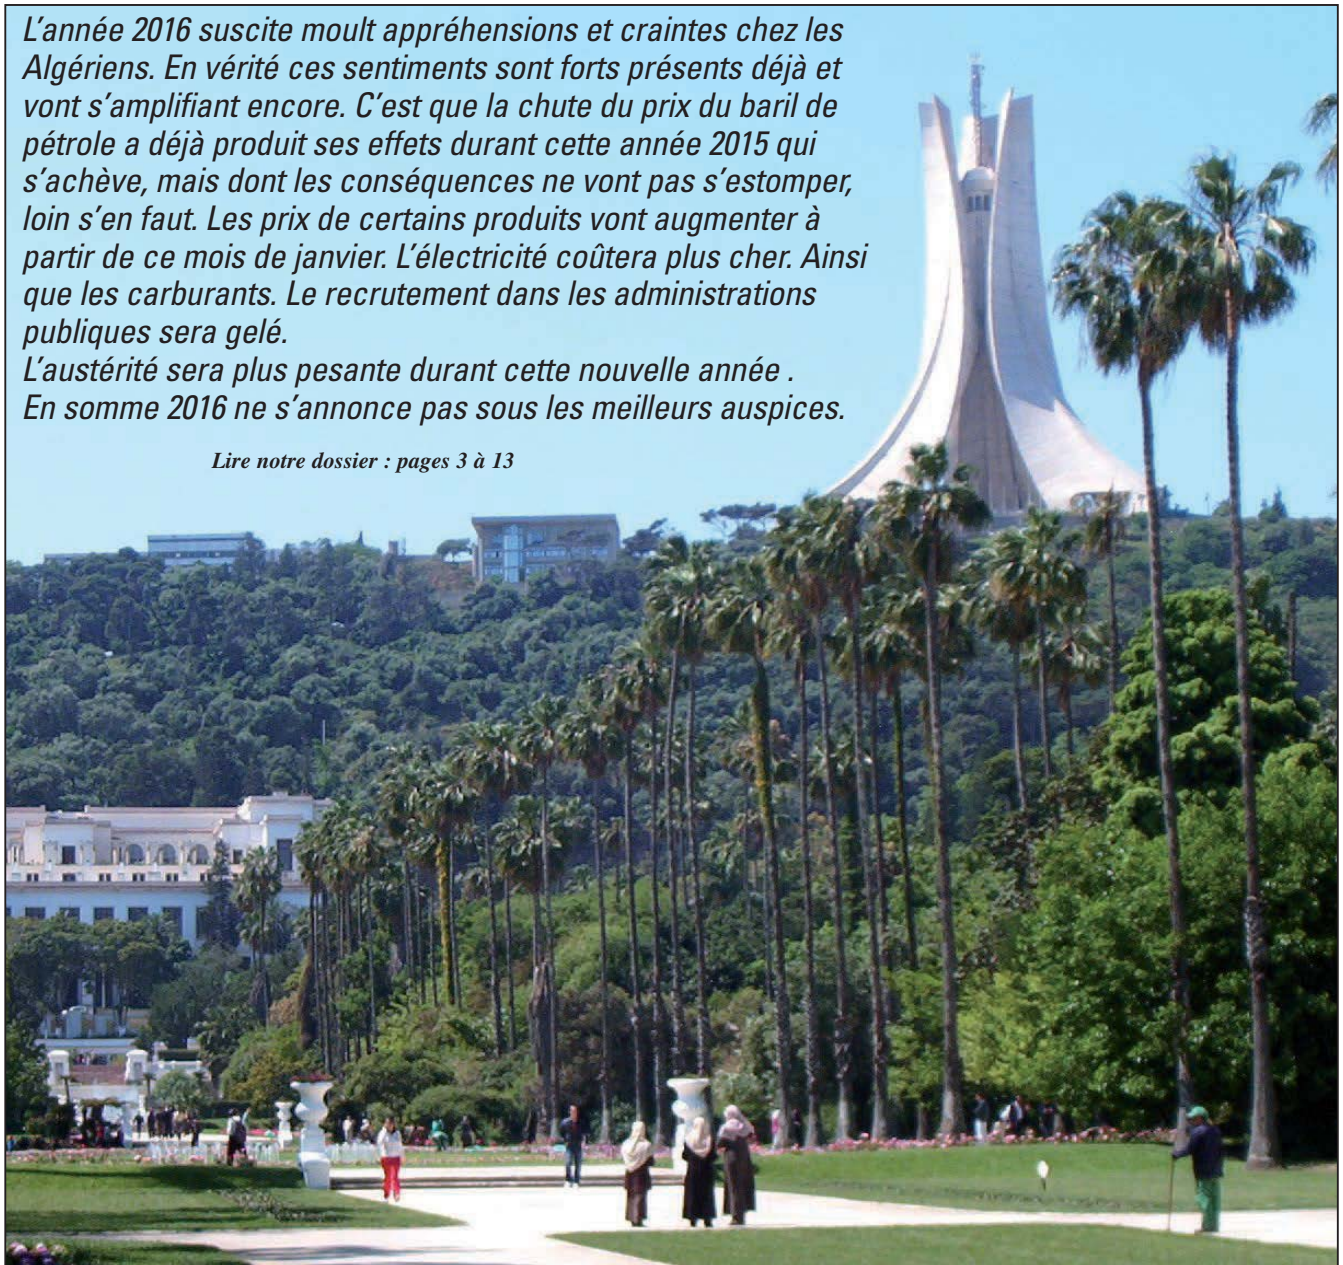 L'année 2016 suscite moult appréhensions et craintes chez les
Algériens. En vérité ces sentiments sont forts présents déjà et
vont s'amplifiant encore. C'est que la chute du prix du baril de
pétrole a déjà produit ses effets durant cette année 2015 qui
s'achève, mais dont les conséquences ne vont pas s'estomper,
loin s'en faut. Les prix de certains produits vont augmenter à
partir de ce mois de janvier. L'électricité coûtera plus cher. Ainsi
que les carburants. Le recrutement dans les administrations
publiques sera gelé.
L'austérité sera plus pesante durant cette nouvelle année .
En somme 2016 ne s'annonce pas sous les meilleurs auspices.
Lire notre dossier : pages 3 à 13